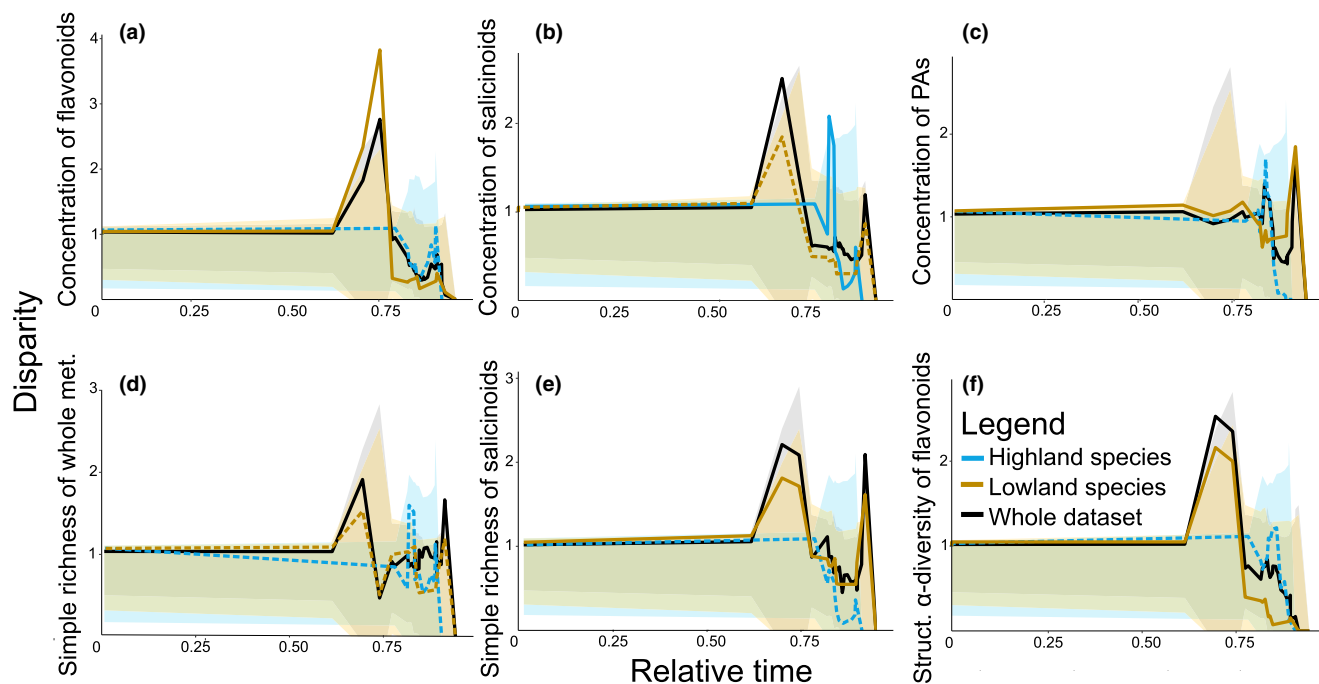 Disparity
(a)
Concentration of flavonoids
4
3
2
1
0
0.25
0.50
0.75
(b)
Concentration of salicinoids
2
1
0
0.25
0.50
0.75
(c)
Concentration of PAs
2
1
0
0.25
0.50
0.75
(d)
Simple richness of whole met.
3
2
1
0
0.25
0.50
0.75
(e)
Simple richness of salicinoids
3
2
1
0
0.25
0.50
0.75
(f)
Struct. α-diversity of flavonoids
2
1
0
0.25
0.50
0.75
Legend
Highland species
Lowland species
Whole dataset
Relative time